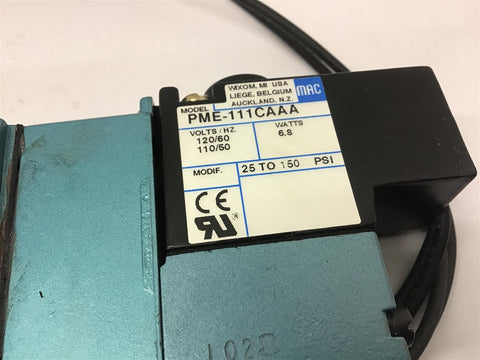 WIXOM, MI USA
LIEGE, BELGIUM
AUCKLAND, N.Z.
MAC
MODEL
PME-111CAAA
VOLTS/HZ. WATTS
120/60 6.8
110/50
MODIF. 25 TO 150 PSI
CE
RU